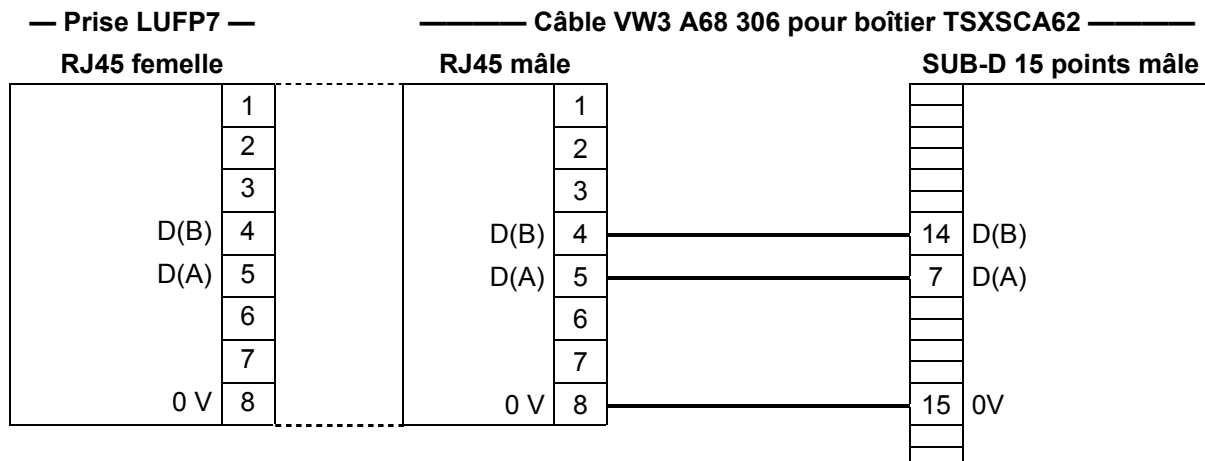 — Prise LUFP7 — ———— Câble VW3 A68 306 pour boîtier TSXSCA62 ————
RJ45 femelle RJ45 mâle SUB-D 15 points mâle
1 1
2 2
3 3
D(B) 4 D(B) 4 14 D(B)
D(A) 5 D(A) 5 7 D(A)
6 6
7 7
0 V 8 0 V 8 15 0V